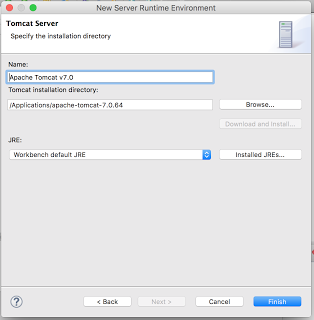 New Server Runtime Environment
Tomcat Server
Specify the installation directory
Name:
Apache Tomcat v7.0
Tomcat installation directory:
/Applications/apache-tomcat-7.0.64
Browse...
Download and Install...
JRE:
Workbench default JRE
Installed JREs...
?
< Back
Next >
Cancel
Finish